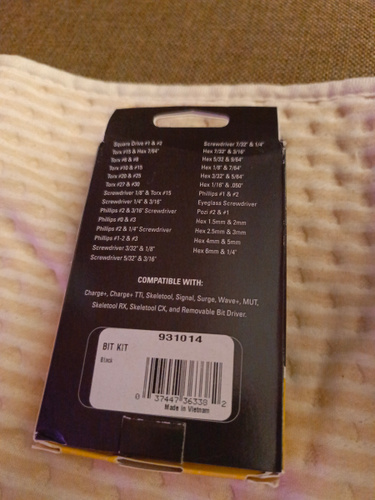 Square Drive #1 & #2
Torx #15 & Hex 7/64"
Torx #6 & #8
Torx #10 & #15
Torx #20 & #25
Torx #27 & #30
Screwdriver 1/8" & Torx #15
Screwdriver 1/4" & 3/16"
Phillips #2 & 3/16" Screwdriver
Phillips #0 & #3
Phillips #2 & 1/4" Screwdriver
Phillips #1-2 & #3
Screwdriver 3/32" & 1/8"
Screwdriver 5/32" & 3/16"
Screwdriver 7/32" & 1/4"
Hex 7/32" & 3/16"
Hex 5/32 & 9/64"
Hex 1/8" & 7/64"
Hex 3/32" & 5/64"
Hex 1/16" & .050"
Phillips #1 & #2
Eyeglass Screwdriver
Pozi #2 & #1
Hex 1.5mm & 2mm
Hex 2.5mm & 3mm
Hex 4mm & 5mm
Hex 6mm & 1/4"
COMPATIBLE WITH:
Charge+, Charge+ TTi, Skeletool, Signal, Surge, Wave+, MUT,
Skeletool RX, Skeletool CX, and Removable Bit Driver.
931014
BIT KIT
Black
0 37447 36338 2
Made in Vietnam